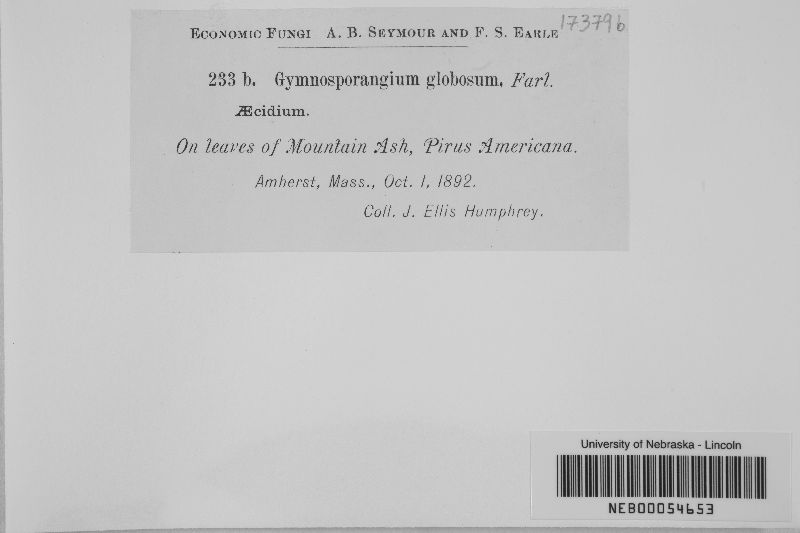 Economic Fungi A. B. Seymour and F. S. Earle 17379b
233 b. Gymnosporangium globosum. Farl.
Æcidium.
On leaves of Mountain Ash, Pirus Americana.
Amherst, Mass., Oct. 1, 1892.
Coll. J. Ellis Humphrey.
University of Nebraska - Lincoln
NEB00054653